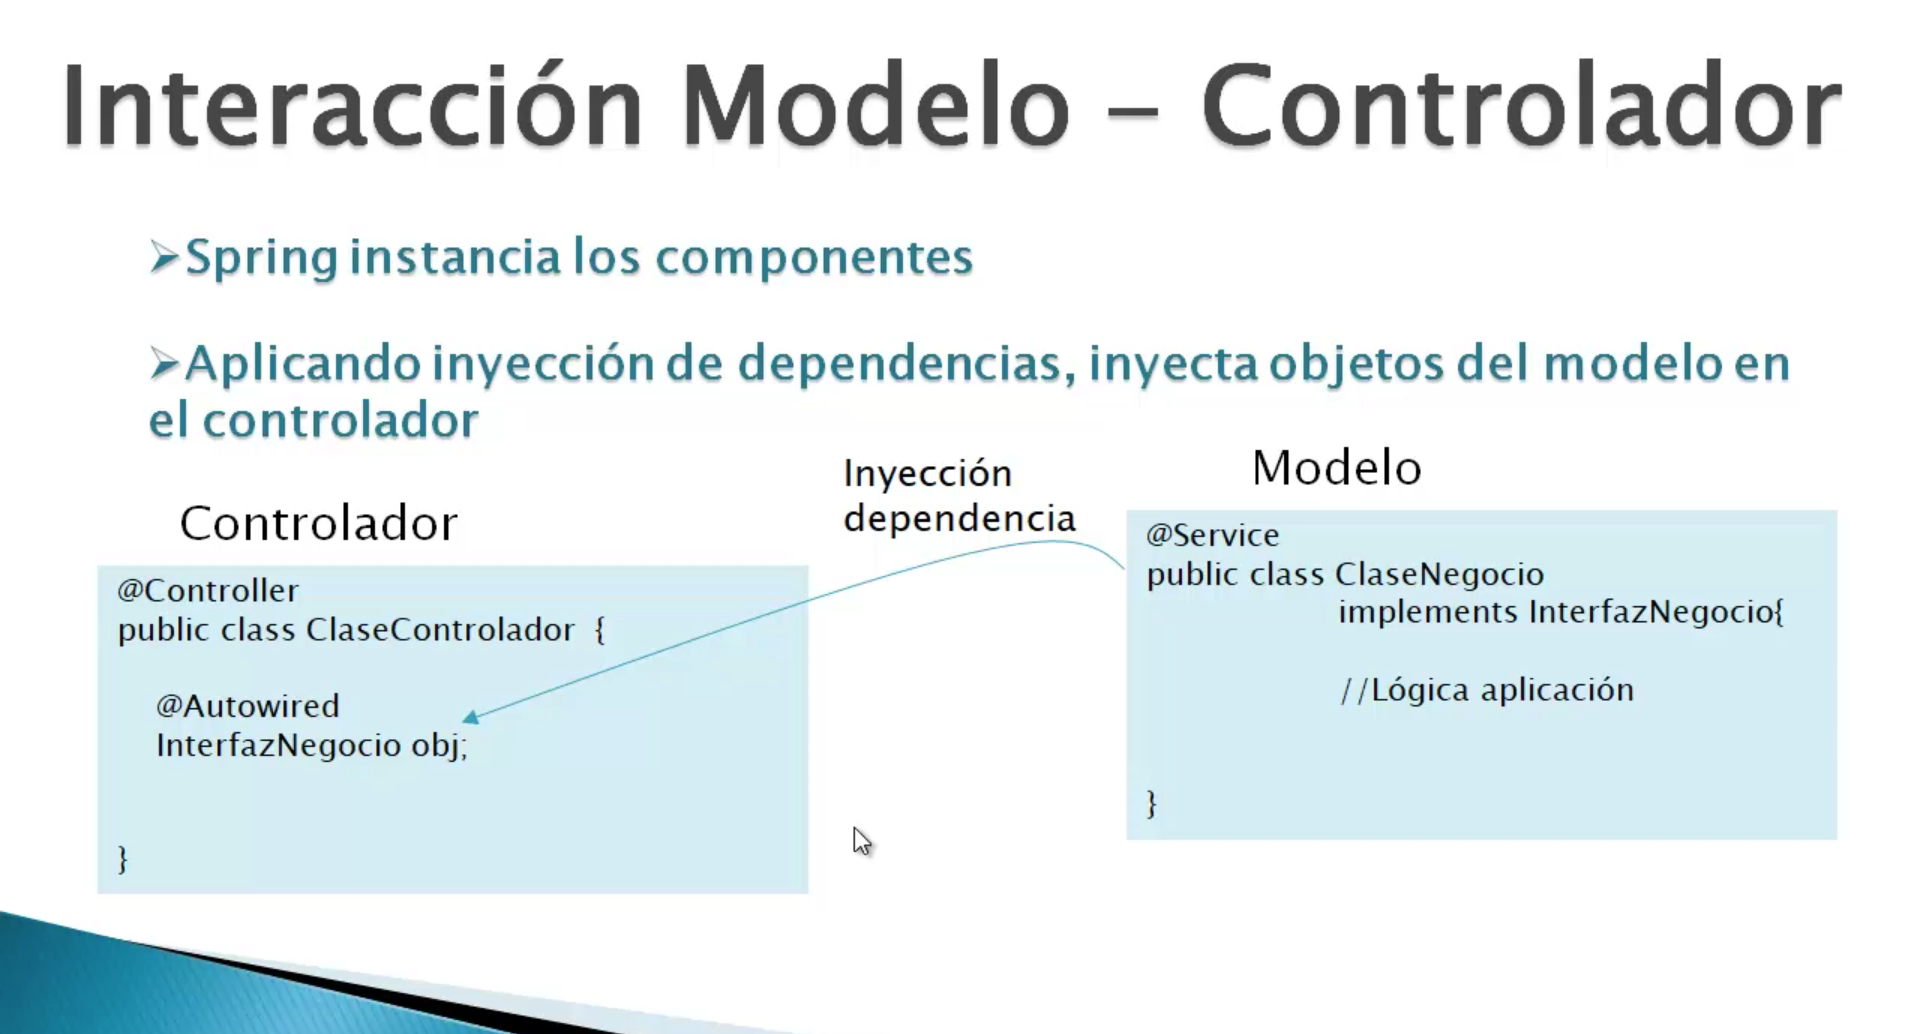 Interacción Modelo – Controlador
➢Spring instancia los componentes
➢Aplicando inyección de dependencias, inyecta objetos del modelo en
el controlador
Controlador
@Controller
public class ClaseControlador {
@Autowired
InterfazNegocio obj;
}
Inyección
dependencia
Modelo
@Service
public class ClaseNegocio
implements InterfazNegocio{
//Lógica aplicación
}